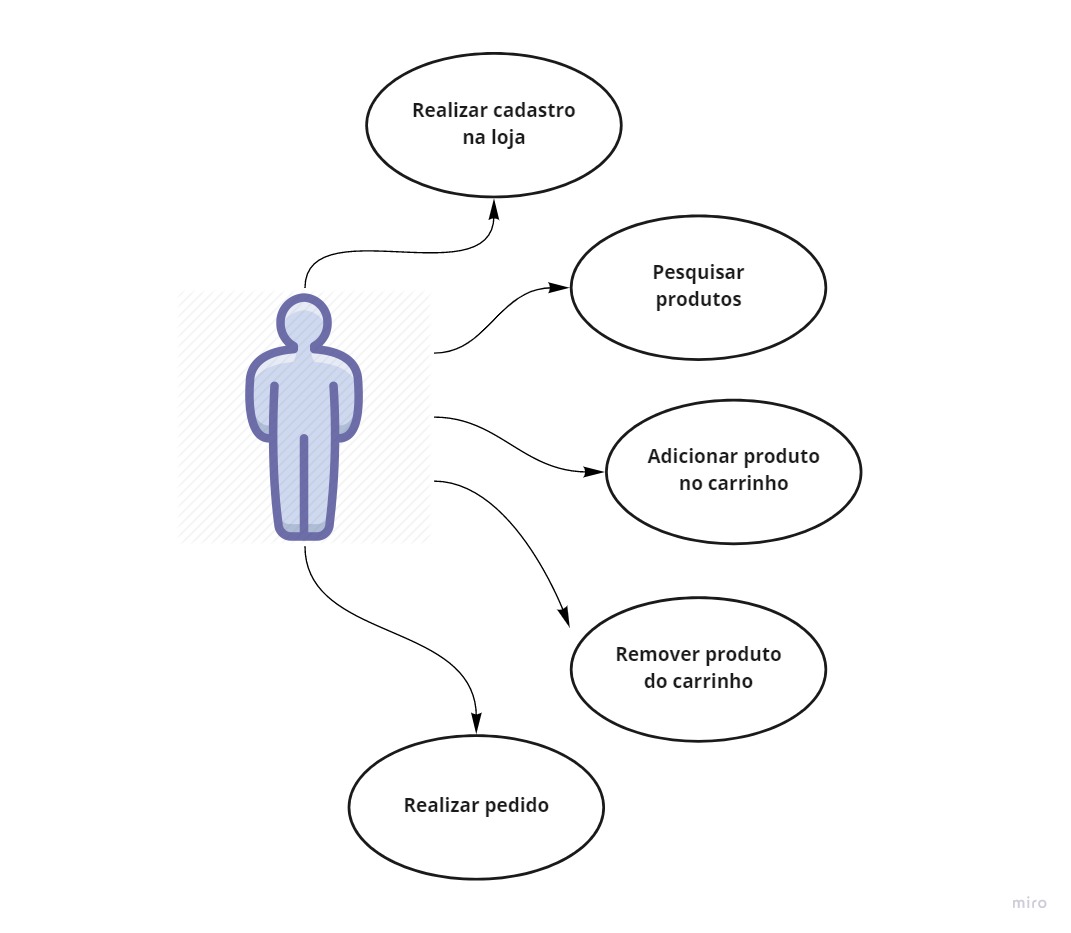 Realizar cadastro
na loja
Pesquisar
produtos
Adicionar produto
no carrinho
Remover produto
do carrinho
Realizar pedido
miro